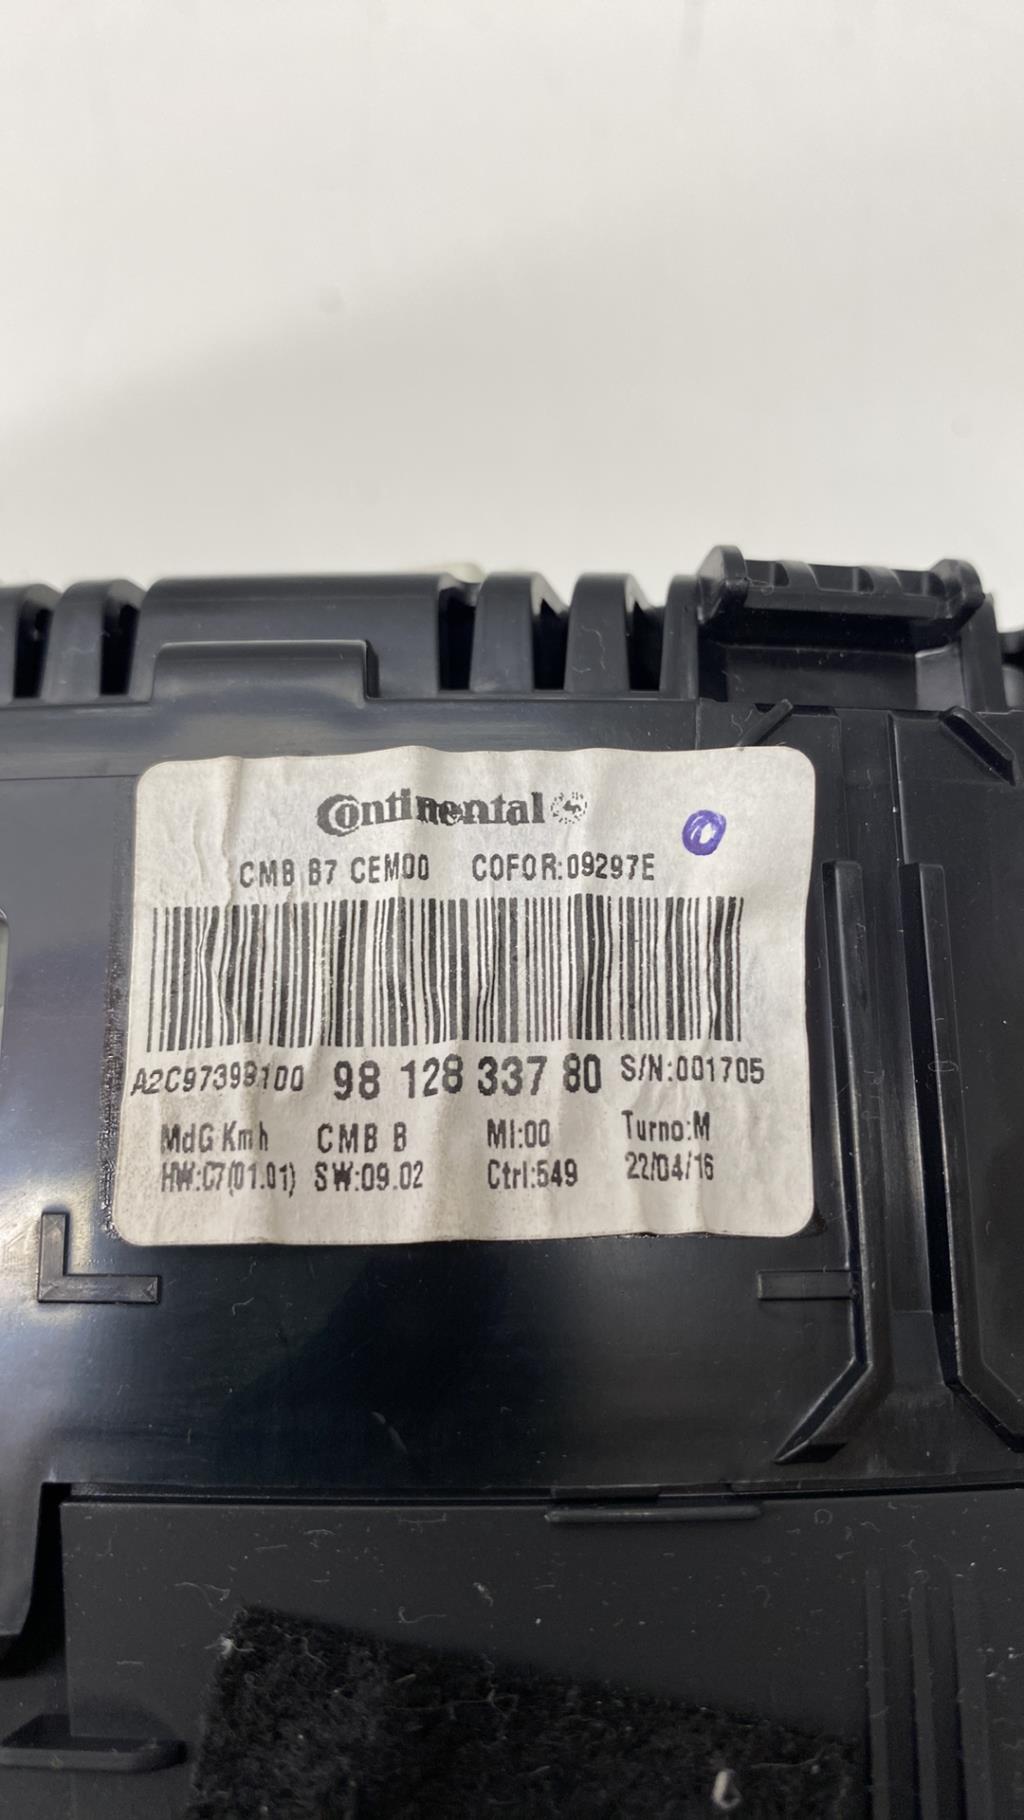 Continental
CMB B7 CEM00 COFOR:09297E
A2C97399100 98 128 337 80 S/N:001705
MdG Kmh CMB B MI:00 Turno:M
HW:C7(01.01) SW:09.02 Ctrl:549 22/04/16